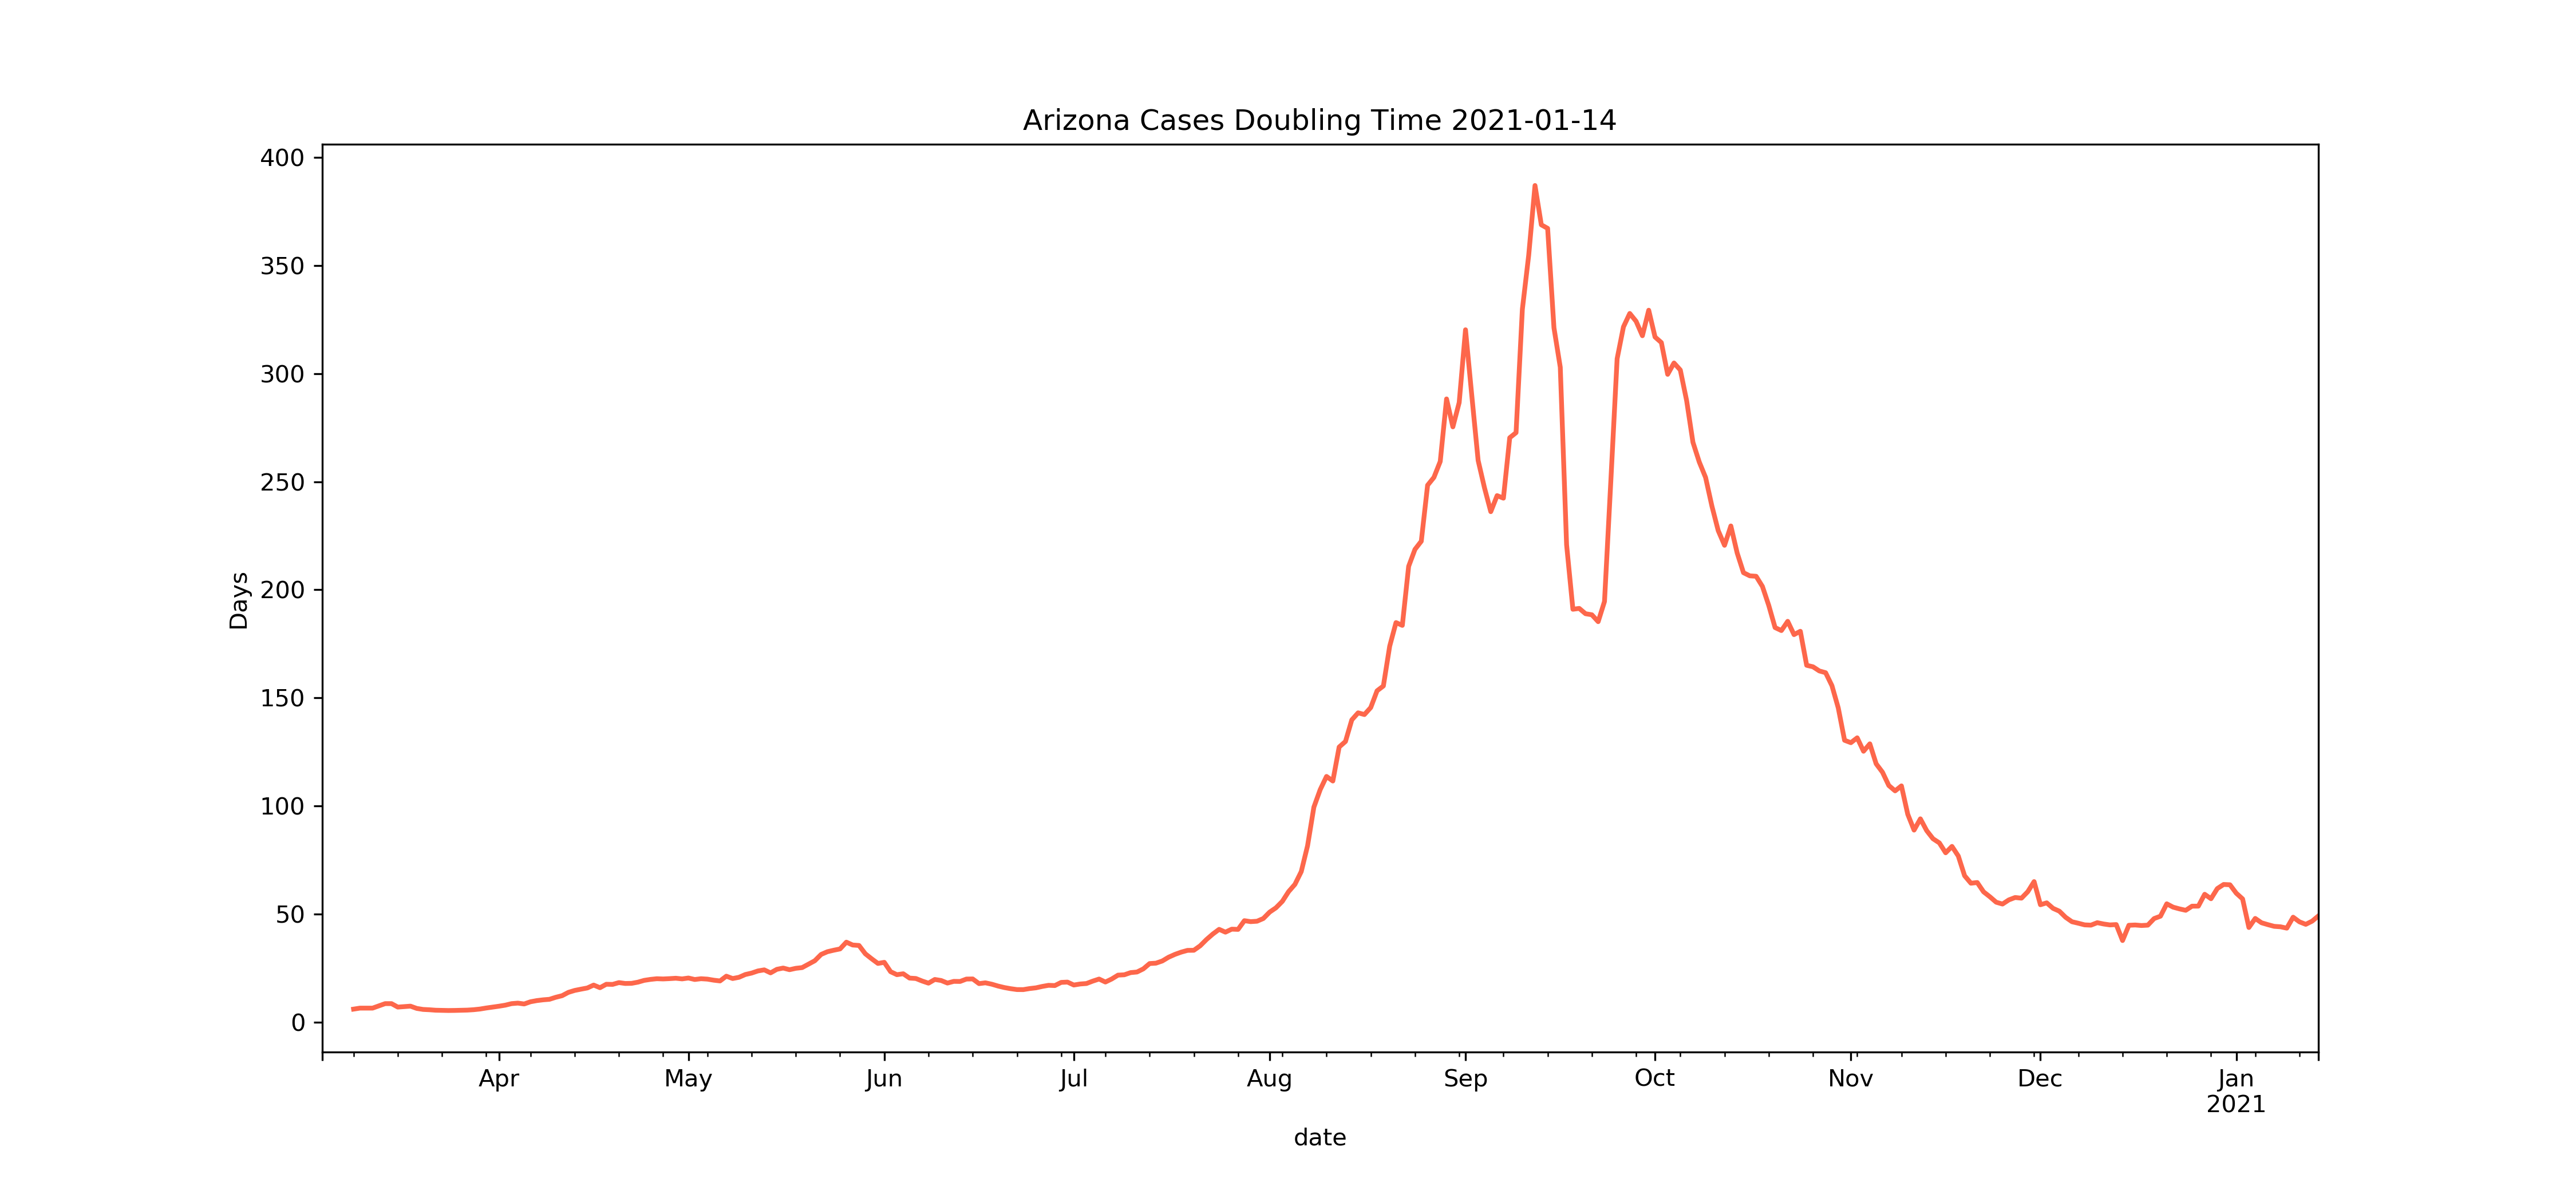 Arizona Cases Doubling Time 2021-01-14
400
350
300
250
200
150
100
50
0
Days
Apr May Jun Jul Aug Sep Oct Nov Dec Jan
2021
date